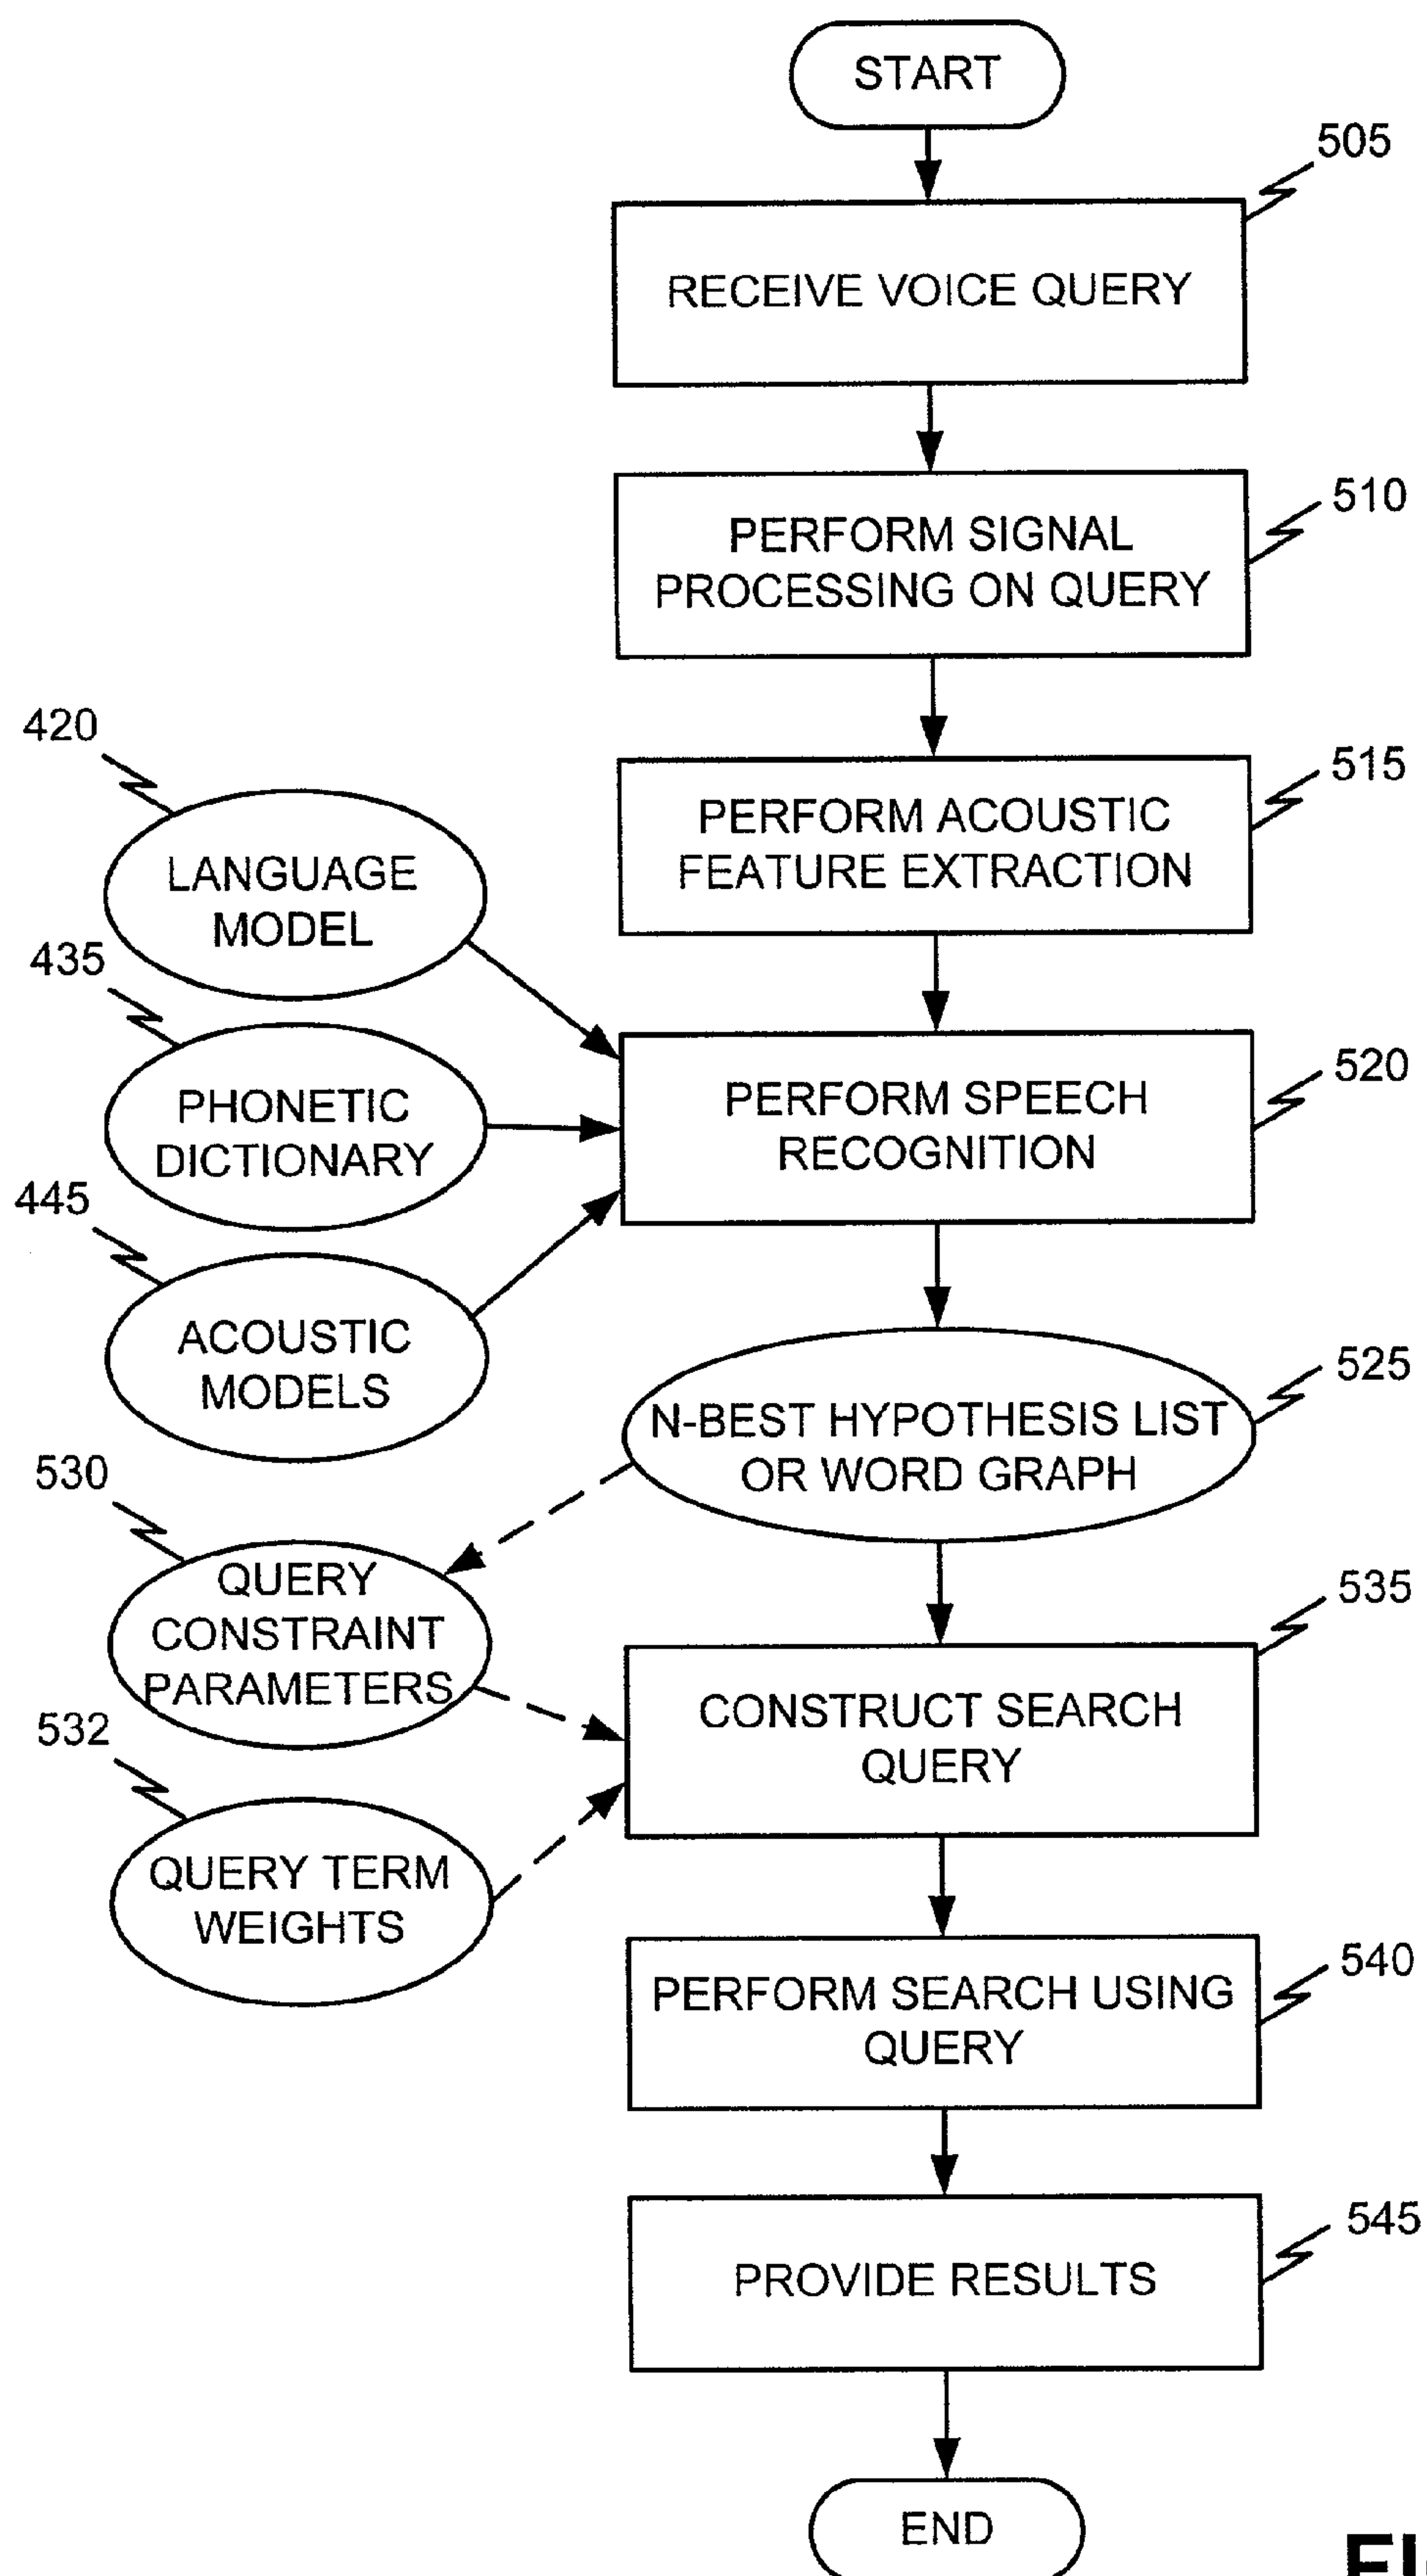 START
505
RECEIVE VOICE QUERY
510
PERFORM SIGNAL
PROCESSING ON QUERY
515
PERFORM ACOUSTIC
FEATURE EXTRACTION
420
LANGUAGE
MODEL
435
PHONETIC
DICTIONARY
445
ACOUSTIC
MODELS
520
PERFORM SPEECH
RECOGNITION
525
N-BEST HYPOTHESIS LIST
OR WORD GRAPH
530
QUERY
CONSTRAINT
PARAMETERS
532
QUERY TERM
WEIGHTS
535
CONSTRUCT SEARCH
QUERY
540
PERFORM SEARCH USING
QUERY
545
PROVIDE RESULTS
END